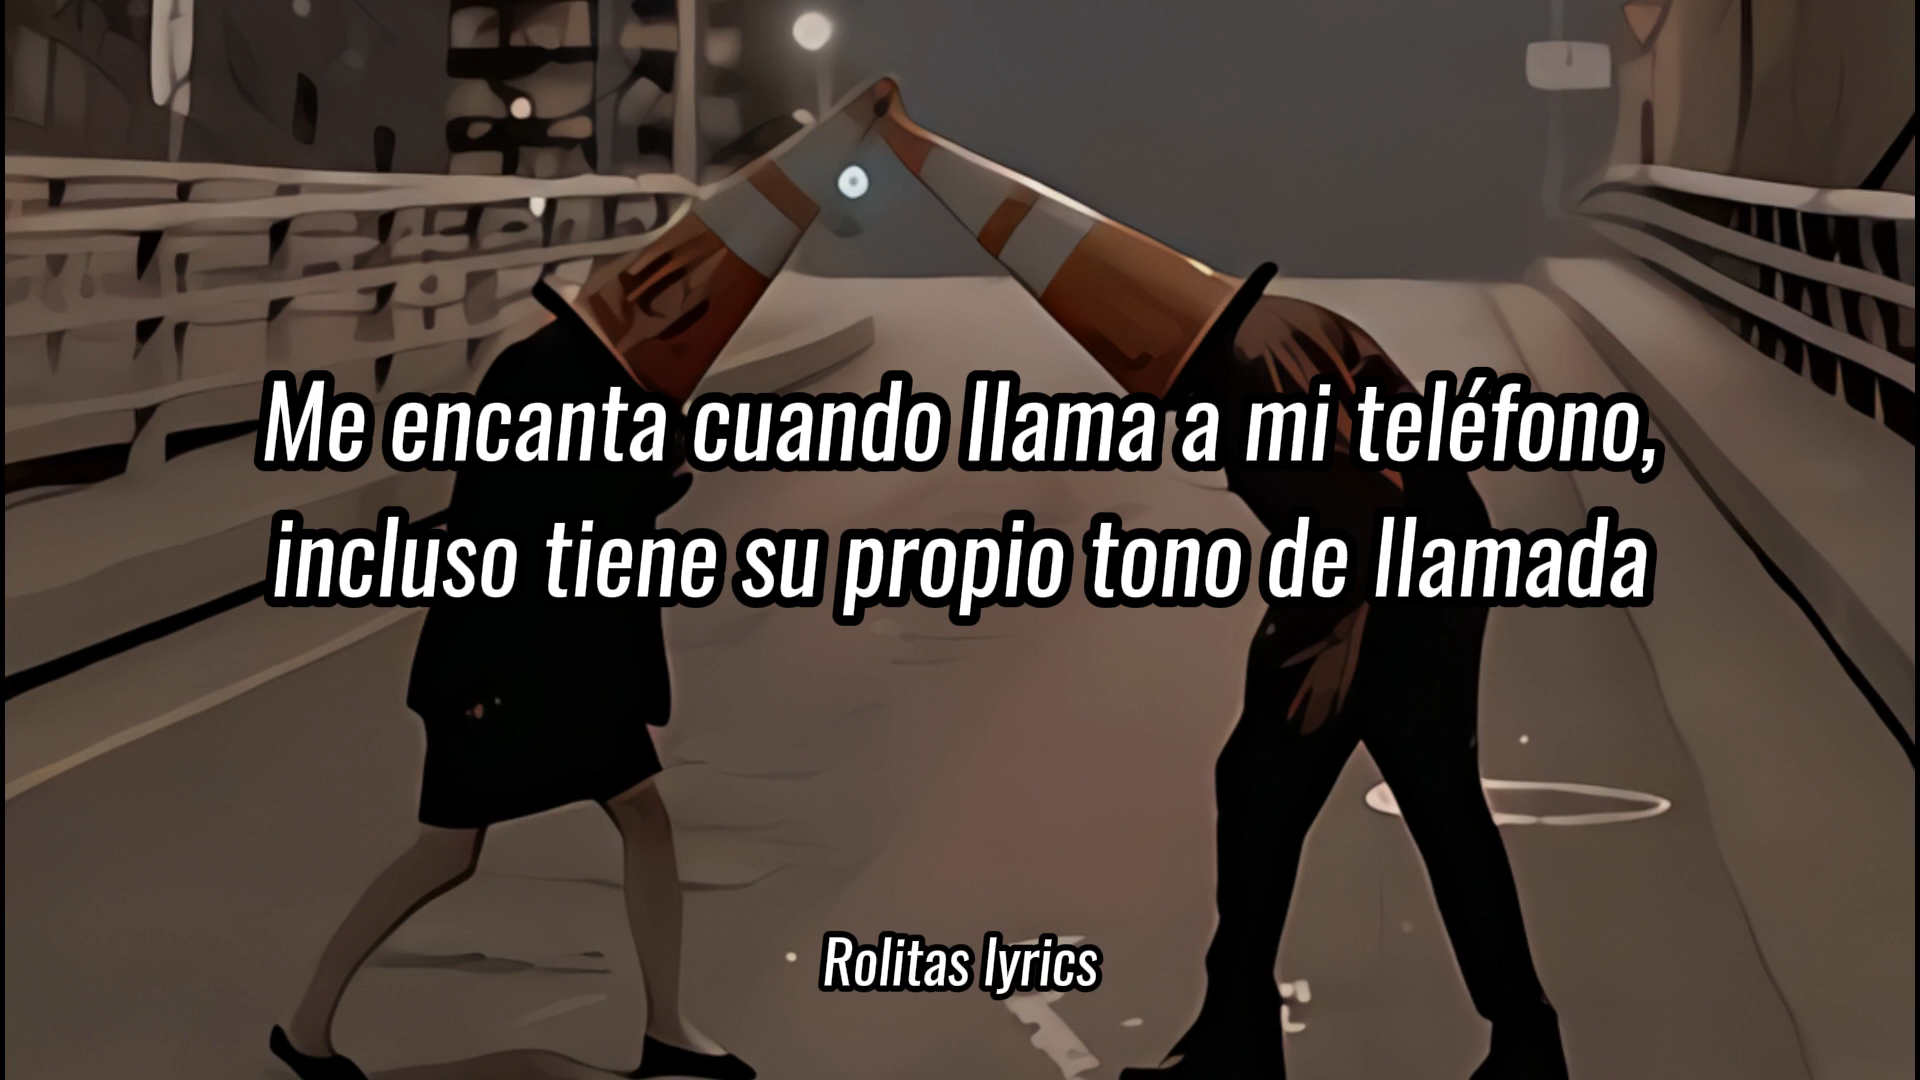 Me encanta cuando llama a mi teléfono,
incluso tiene su propio tono de llamada
Rolitas lyrics